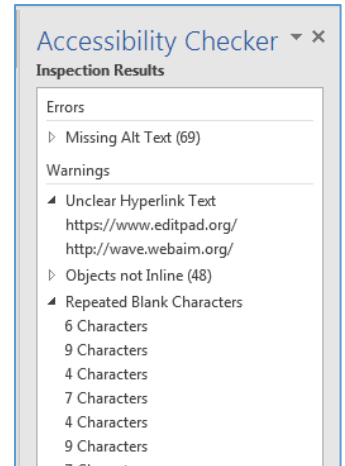 Accessibility Checker
Inspection Results
Errors
Missing Alt Text (69)
Warnings
Unclear Hyperlink Text
https://www.editpad.org/
http://wave.webaim.org/
Objects not Inline (48)
Repeated Blank Characters
6 Characters
9 Characters
4 Characters
7 Characters
4 Characters
9 Characters
7 Characters